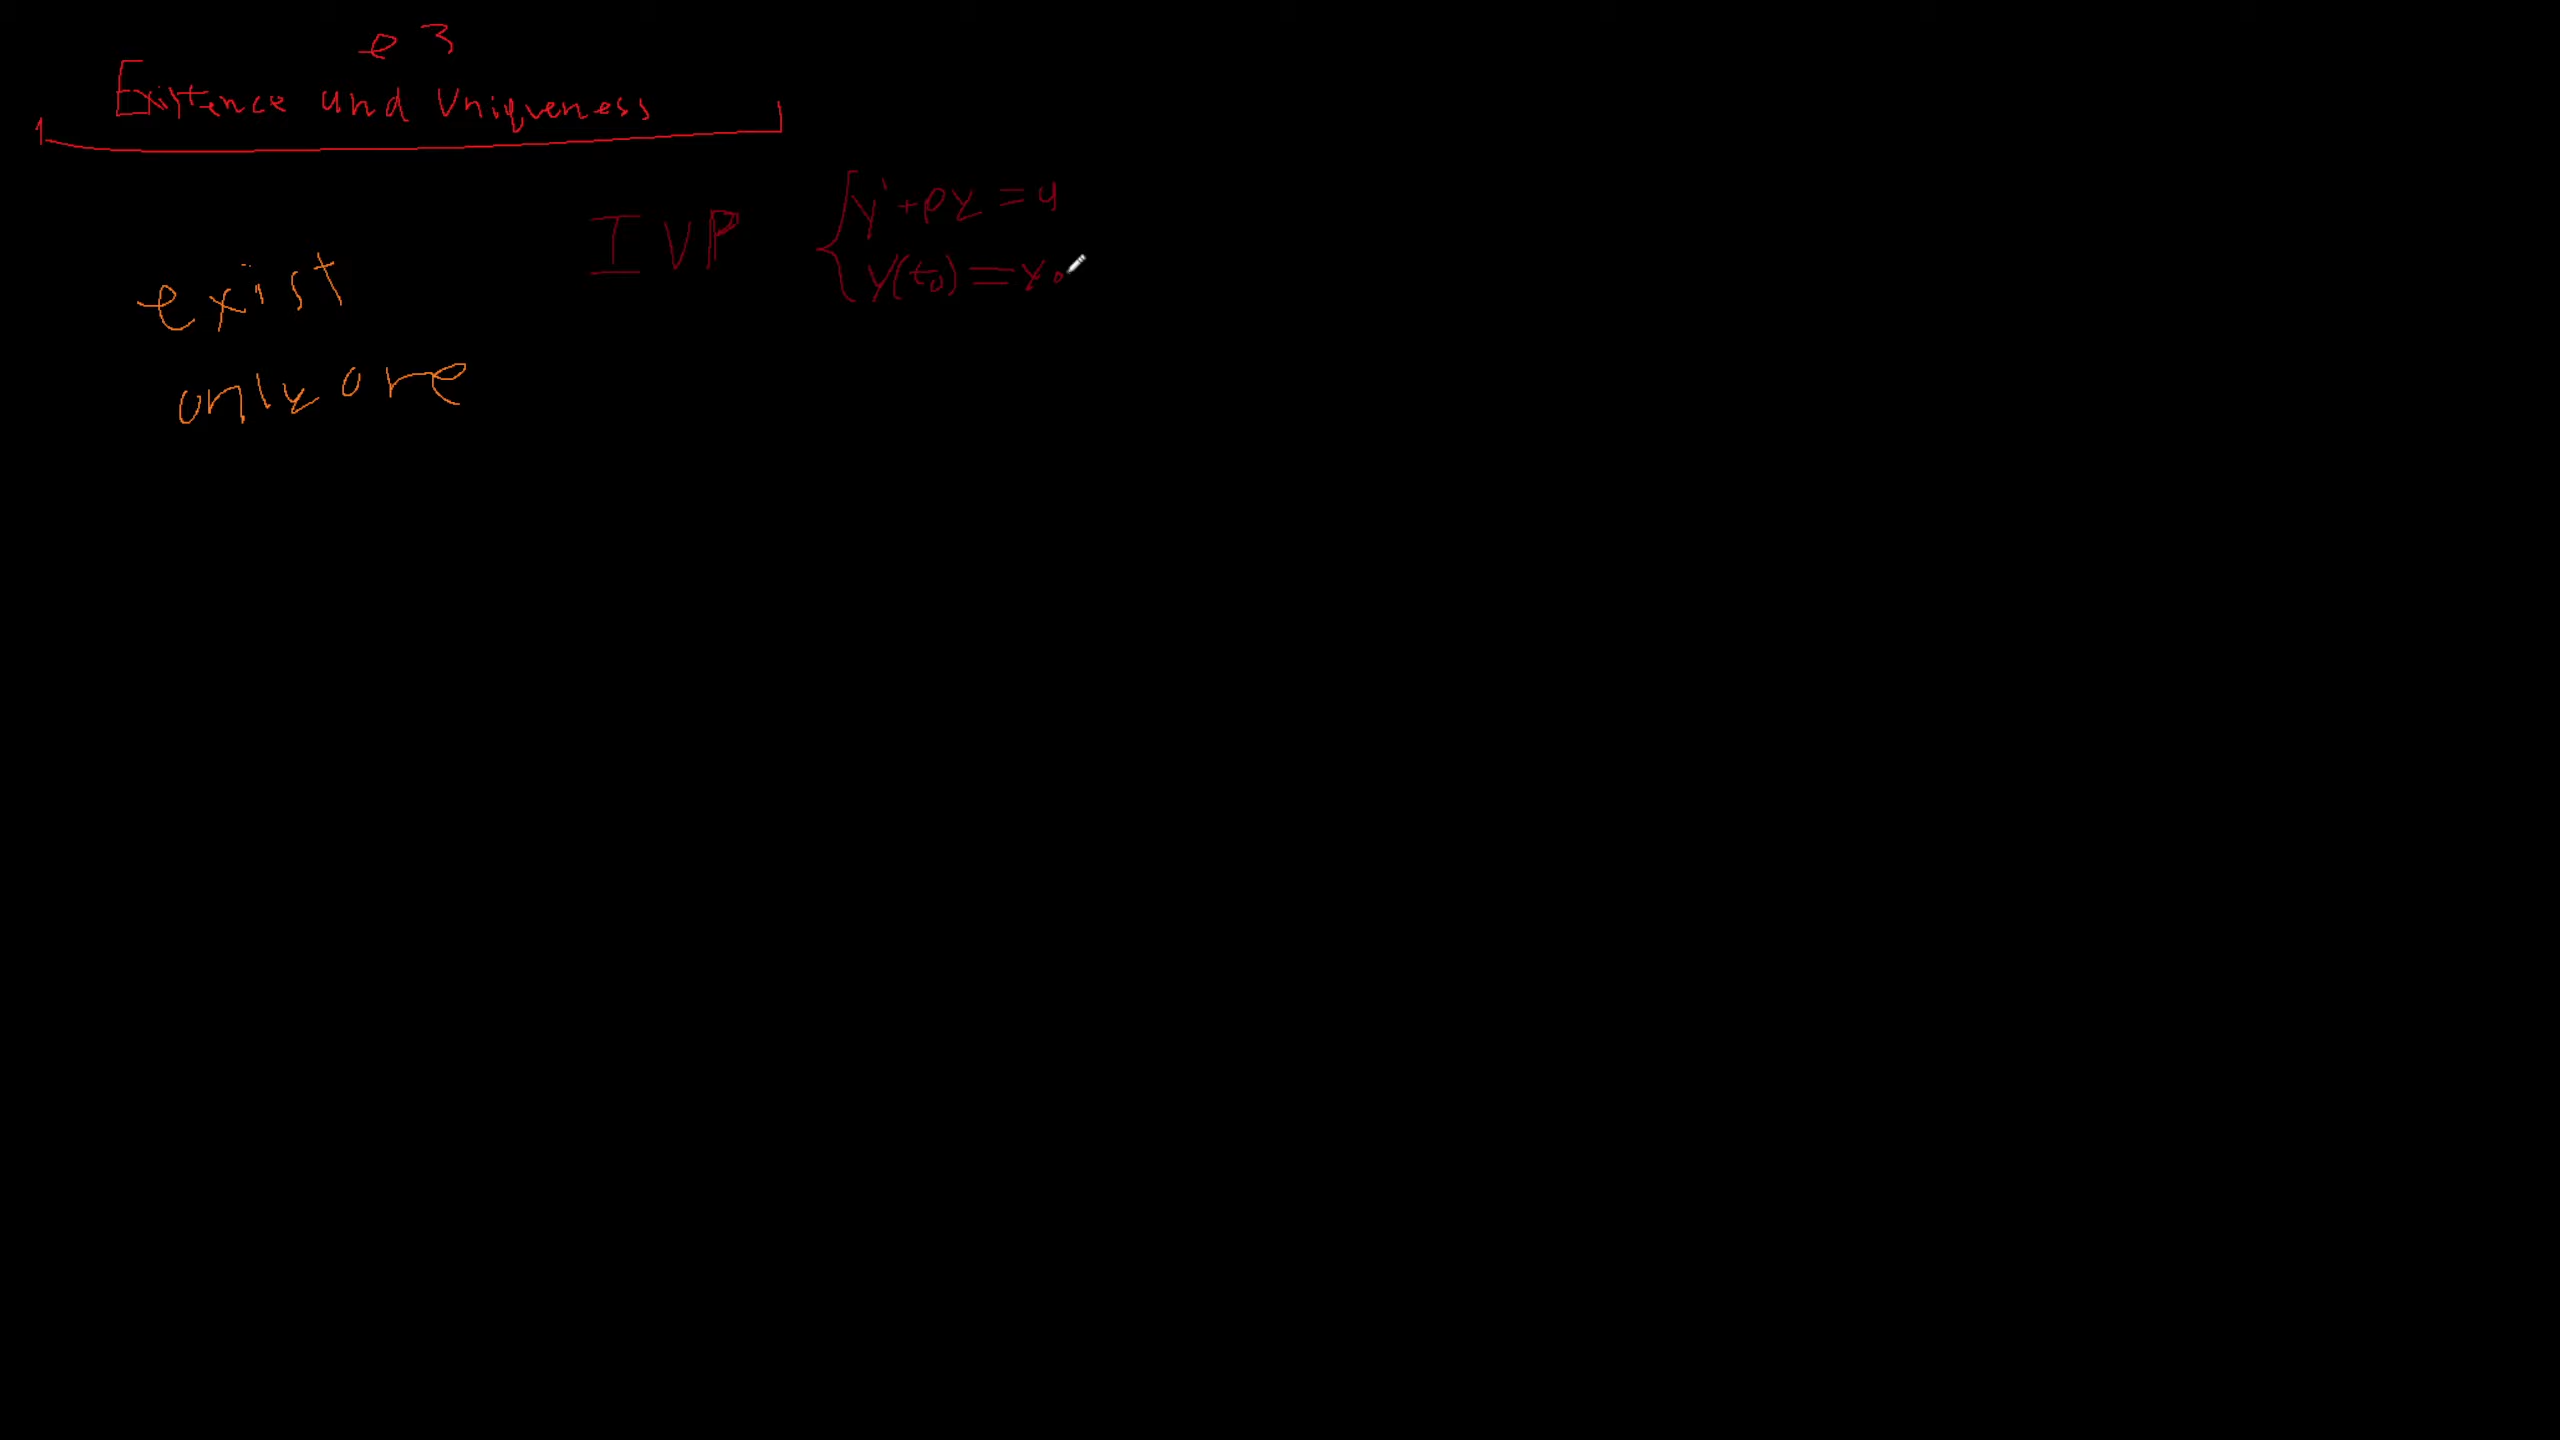 e 3
Existence und Uniqueness
IVP
y' + py = y
y(t₀) = y₀
exist
only one